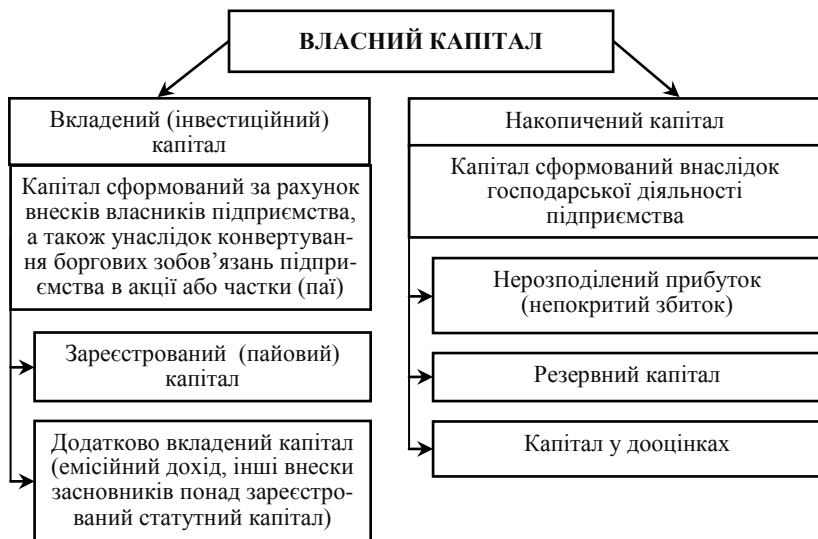 ВЛАСНИЙ КАПІТАЛ
Вкладений (інвестиційний)
капітал
Капітал сформований за рахунок
внесків власників підприємства,
а також унаслідок конвертуван-
ня боргових зобов’язань підпри-
ємства в акції або частки (паї)
Зареєстрований (пайовий)
капітал
Додатково вкладений капітал
(емісійний дохід, інші внески
засновників понад зареєстро-
ований статутний капітал)
Накопичений капітал
Капітал сформований внаслідок
господарської діяльності
підприємства
Нерозподілений прибуток
(непокритий збиток)
Резервний капітал
Капітал у дооцінках